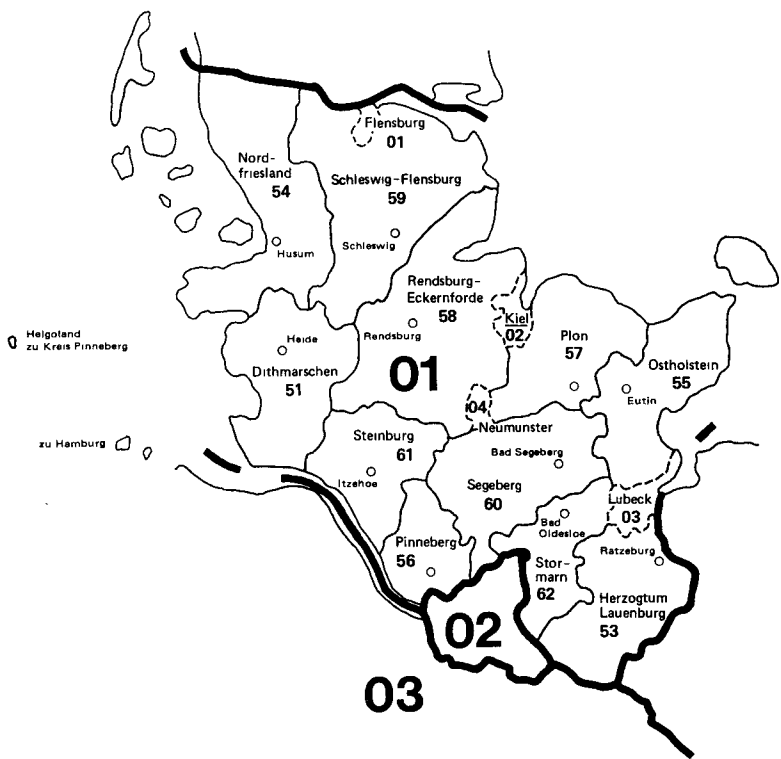 Flensburg
01
Nord-
friesland
54
Schleswig-Flensburg
59
Husum
Schleswig
Rendsburg-
Eckernforde
58
Kiel
02
Helgoland
zu Kreis Pinneberg
Heide
Rendsburg
Plon
57
Ostholstein
55
Dithmarschen
51
01
Eutin
04
Neumunster
Steinburg
61
Bad Segeberg
zu Hamburg
Itzehoe
Segeberg
60
Lubeck
03
Bad
Oldesloe
Pinneberg
56
Ratzeburg
Stor-
marn
62
Herzogtum
Lauenburg
53
02
03